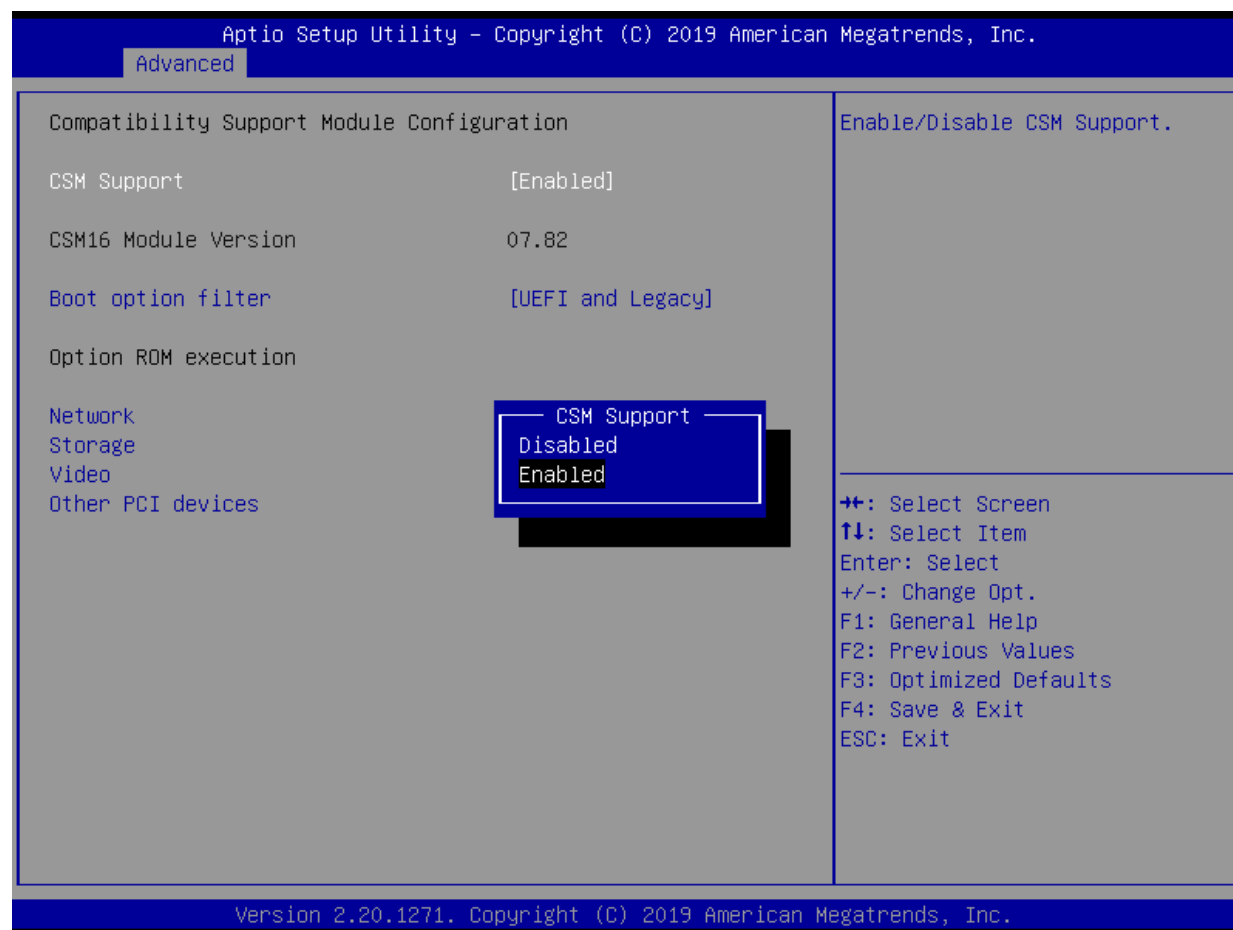 Aptio Setup Utility – Copyright (C) 2019 American Megatrends, Inc.
Advanced
Compatibility Support Module Configuration
CSM Support [Enabled]
CSM16 Module Version 07.82
Boot option filter [UEFI and Legacy]
Option ROM execution
Network
Storage
Video
Other PCI devices
CSM Support
Disabled
Enabled
Enable/Disable CSM Support.
→←: Select Screen
↑↓: Select Item
Enter: Select
+/-: Change Opt.
F1: General Help
F2: Previous Values
F3: Optimized Defaults
F4: Save & Exit
ESC: Exit
Version 2.20.1271. Copyright (C) 2019 American Megatrends, Inc.